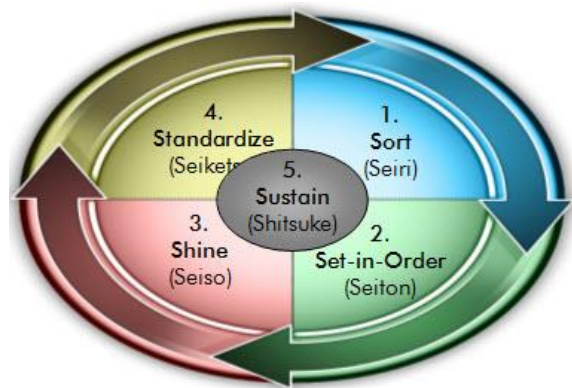 1.
Sort
(Seiri)
2.
Set-in-Order
(Seiton)
3.
Shine
(Seiso)
4.
Standardize
(Seikets
5.
Sustain
(Shitsuke)